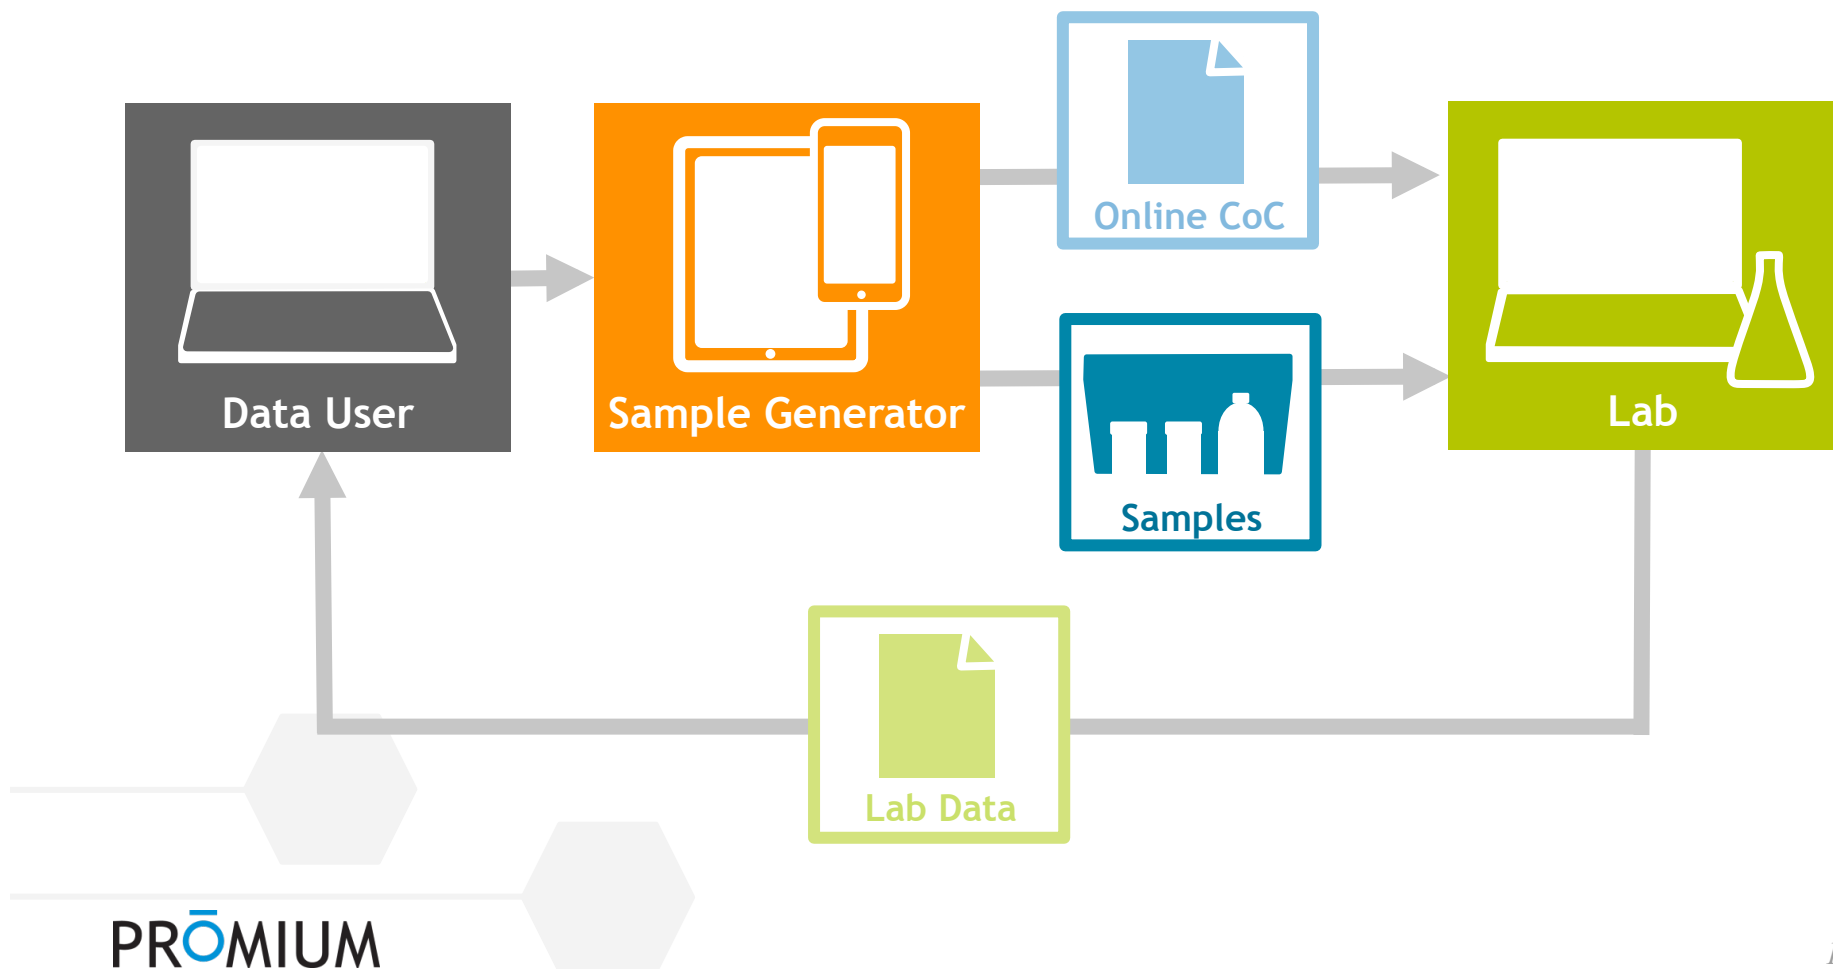 Online CoC
Data User
Sample Generator
Lab
Samples
Lab Data
PRŌMIUM